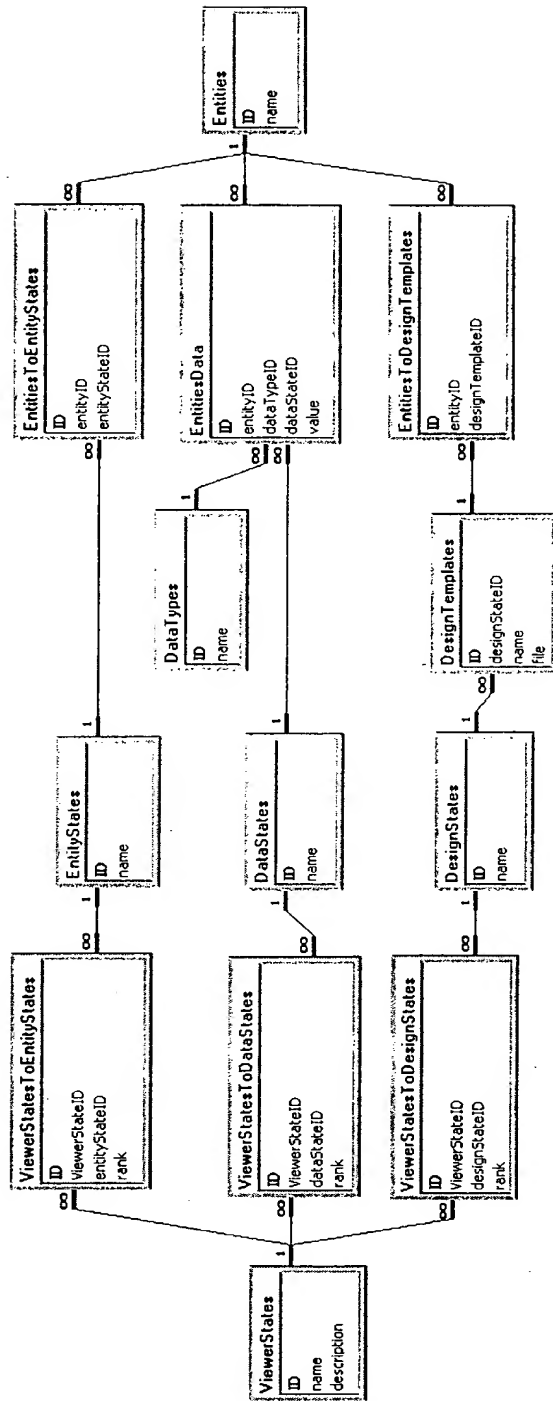 ViewerStates
ID
name
description
ViewerStatesToEntityStates
ID
ViewerStateID
entityStateID
rank
ViewerStatesToDataStates
ID
ViewerStateID
dataStateID
rank
ViewerStatesToDesignStates
ID
ViewerStateID
designStateID
rank
EntityStates
ID
name
DataStates
ID
name
DesignStates
ID
name
DataTypes
ID
name
DesignTemplates
ID
designStateID
name
file
EntitiesToEntityStates
ID
entityID
entityStateID
EntitiesData
ID
entityID
dataTypeID
dataStateID
value
EntitiesToDesignTemplates
ID
entityID
designTemplateID
Entities
ID
name
1
∞
∞
∞
∞
1
∞
1
∞
1
1
∞
1
∞
1
∞
∞
1
1
∞
∞
∞
∞
1